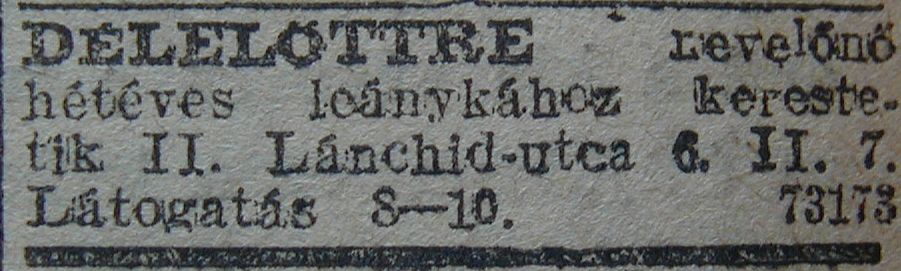 DÉLELŐTTRE nevelőnő
hétéves leánykához kereste-
tik II. Lánchid-utca 6. II. 7.
Látogatás 8—10. 73173